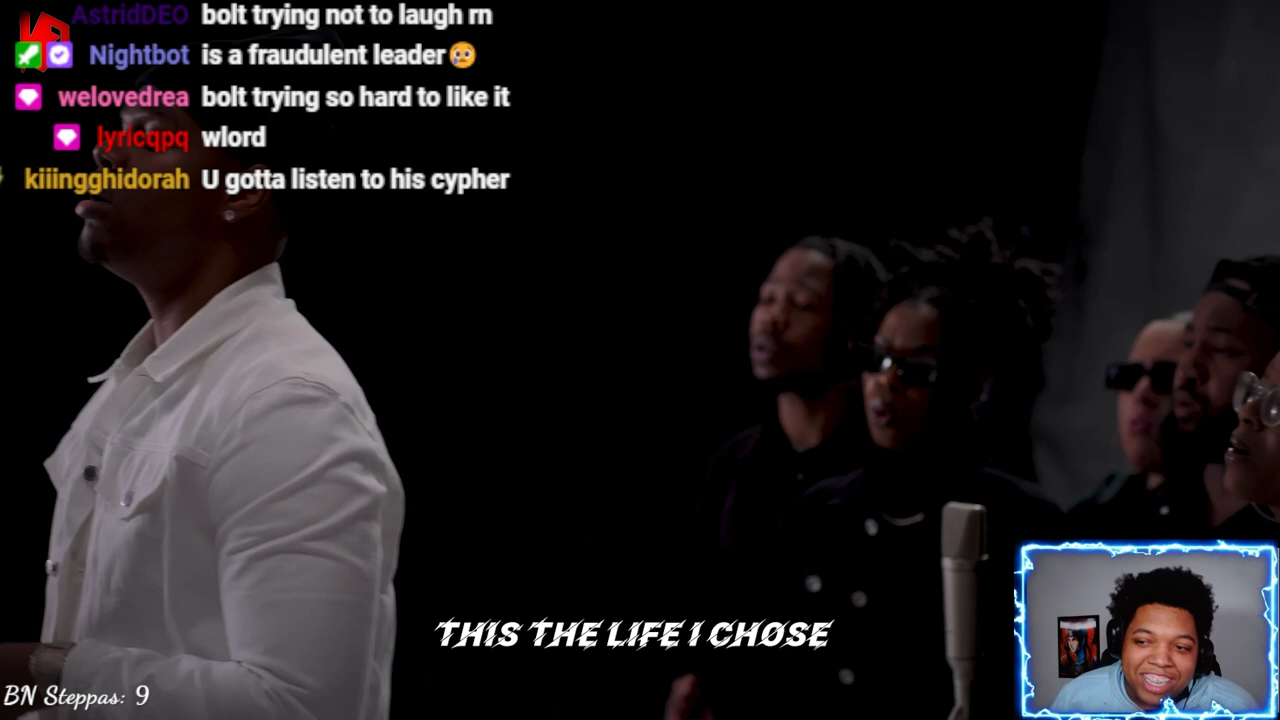 AstridDEO bolt trying not to laugh rn
Nightbot is a fraudulent leader🥲
welovedrea bolt trying so hard to like it
lyricqpq wlord
kiiingghidorah U gotta listen to his cypher
THIS THE LIFE I CHØSE
BN Steppas: 9